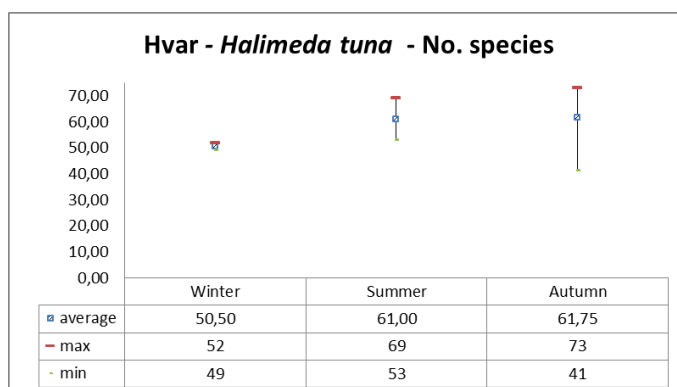 Hvar - Halimeda tuna - No. species
70,00
60,00
50,00
40,00
30,00
20,00
10,00
0,00
Winter Summer Autumn
average 50,50 61,00 61,75
max 52 69 73
min 49 53 41